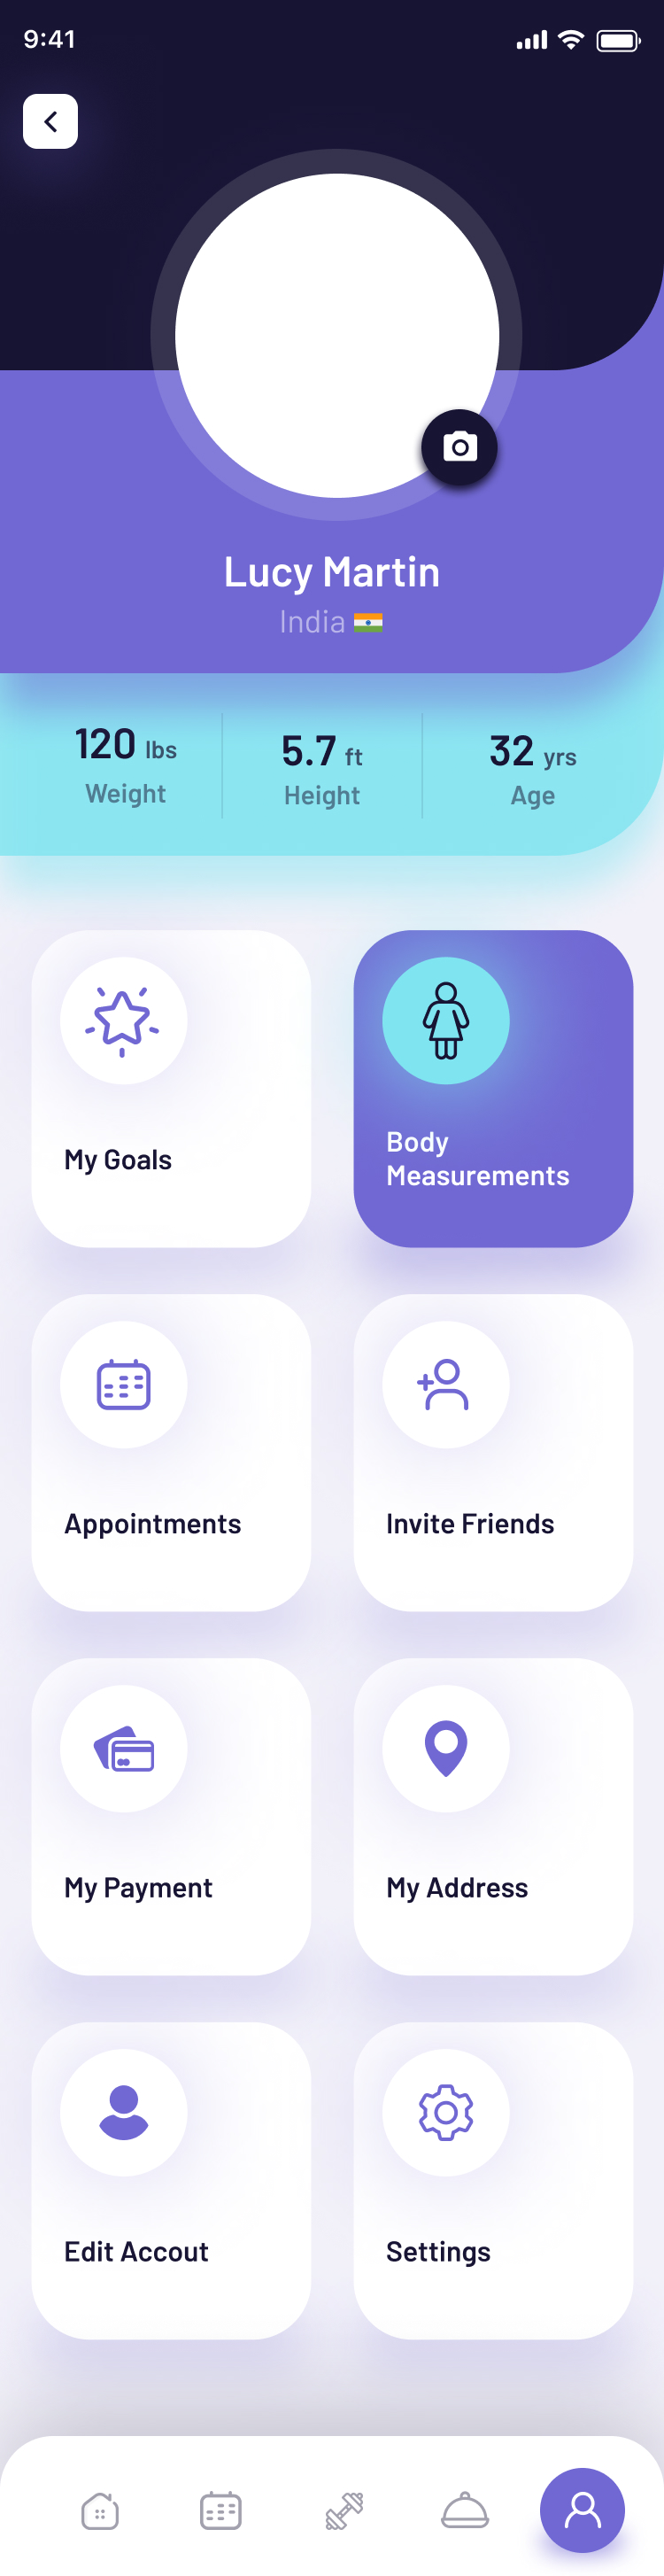 9:41
Lucy Martin
India 🇮🇳
120 lbs
Weight
5.7 ft
Height
32 yrs
Age
My Goals
Body
Measurements
Appointments
Invite Friends
My Payment
My Address
Edit Accout
Settings